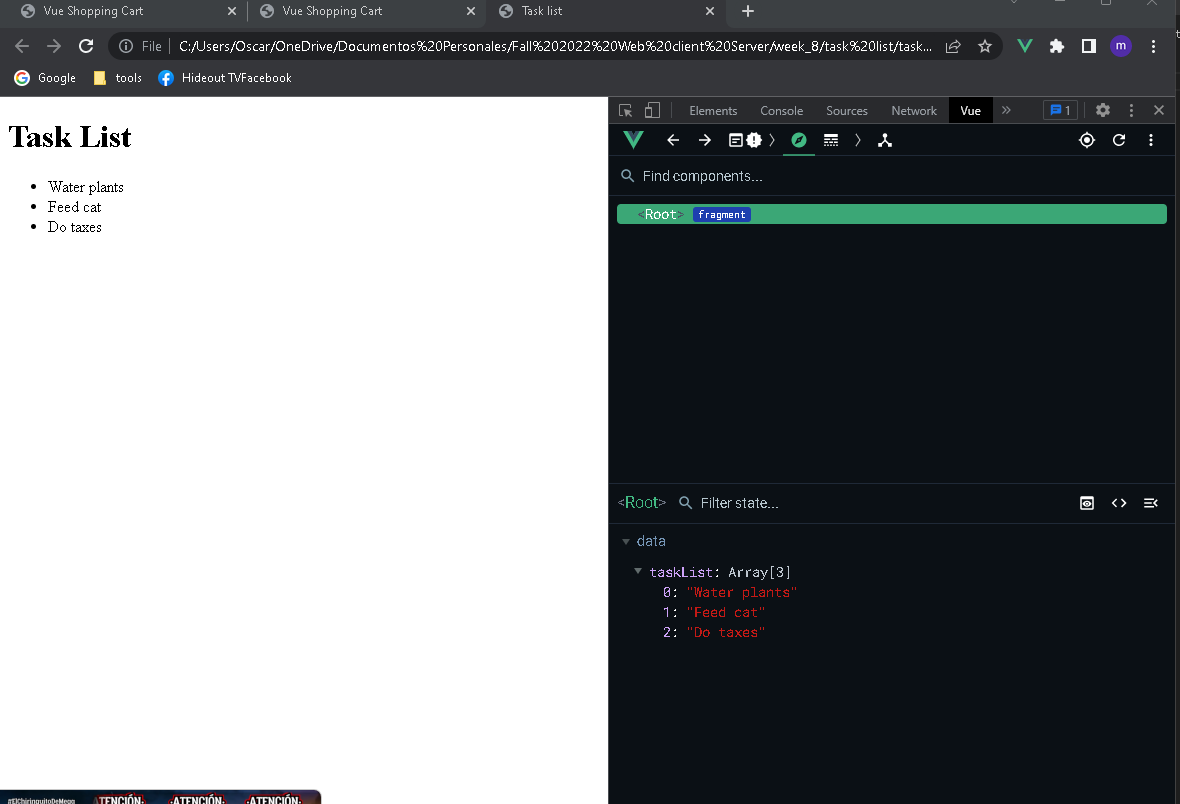 Vue Shopping Cart
Vue Shopping Cart
Task list
File
C:/Users/Oscar/OneDrive/Documentos%20Personales/Fall%202022%20Web%20client%20Server/week_8/task%20list/task...
m
Google
tools
Hideout TVFacebook
Task List
Water plants
Feed cat
Do taxes
Elements
Console
Sources
Network
Vue
1
Find components...
<Root>
fragment
<Root>
Filter state...
data
taskList: Array[3]
0: "Water plants"
1: "Feed cat"
2: "Do taxes"
#ElChiringuitoDeMega
ATENCIÓN